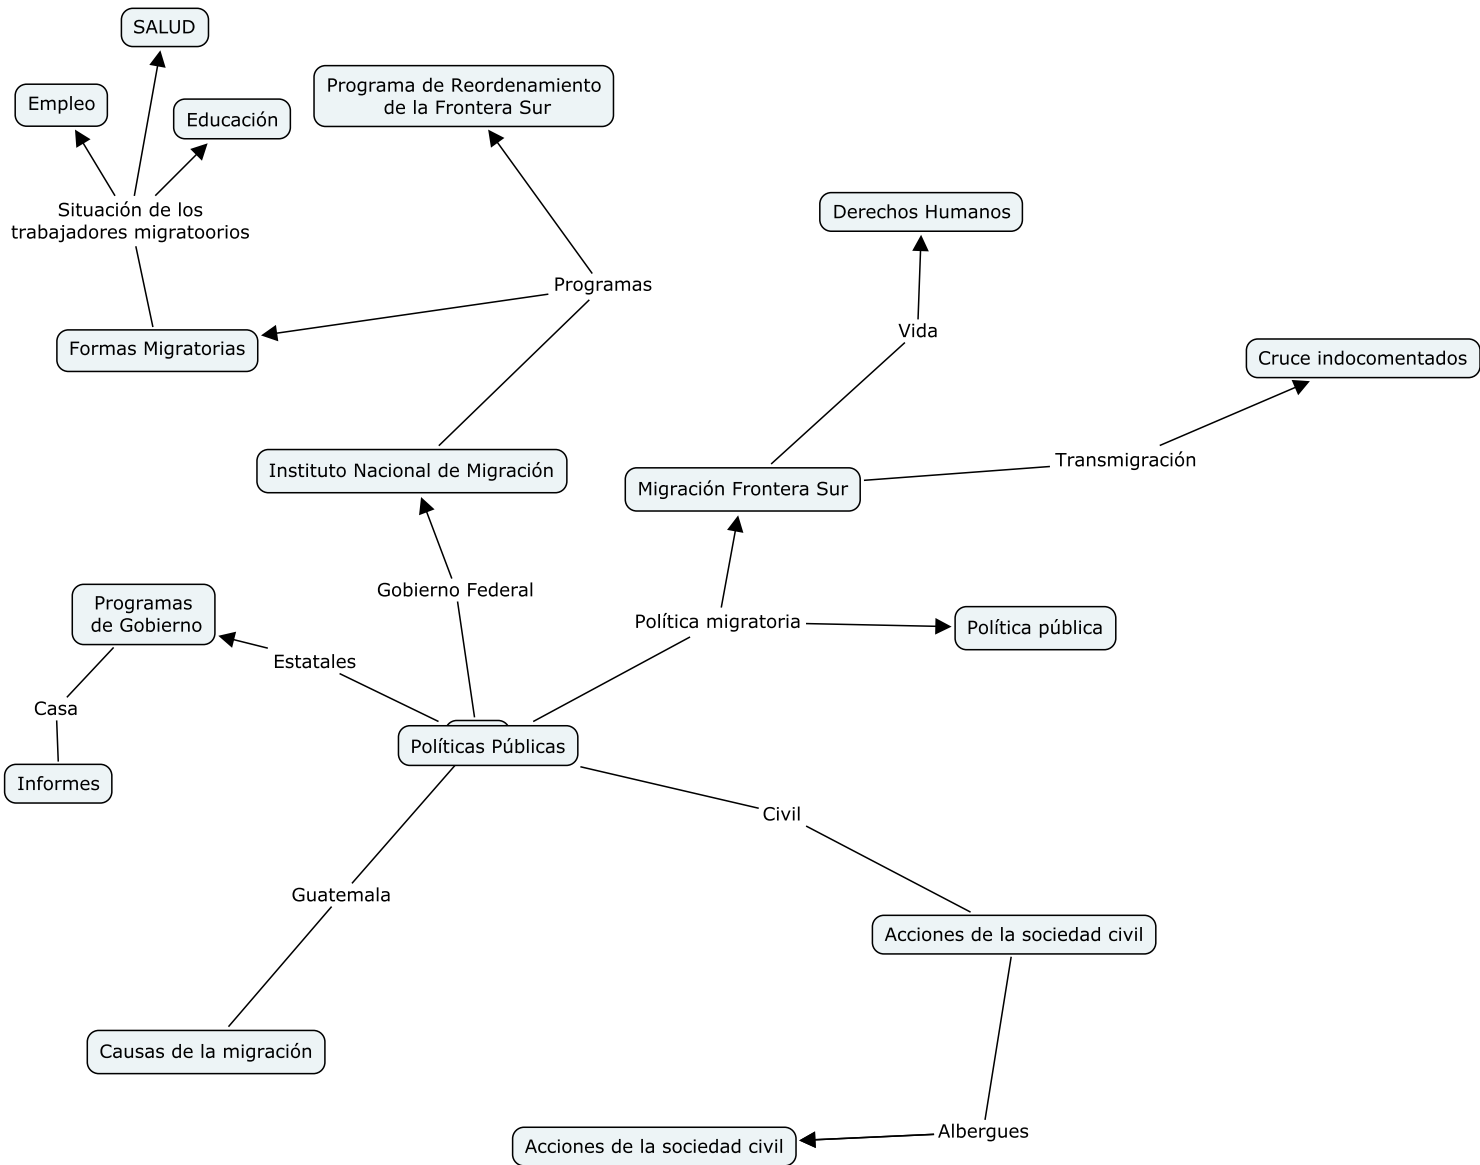 SALUD
Empleo
Educación
Programa de Reordenamiento
de la Frontera Sur
Situación de los
trabajadores migratoorios
Derechos Humanos
Programas
Vida
Formas Migratorias
Cruce indocomentados
Transmigración
Instituto Nacional de Migración
Migración Frontera Sur
Gobierno Federal
Programas
de Gobierno
Política migratoria
Política pública
Estatales
Casa
Políticas Públicas
Informes
Civil
Guatemala
Acciones de la sociedad civil
Causas de la migración
Albergues
Acciones de la sociedad civil